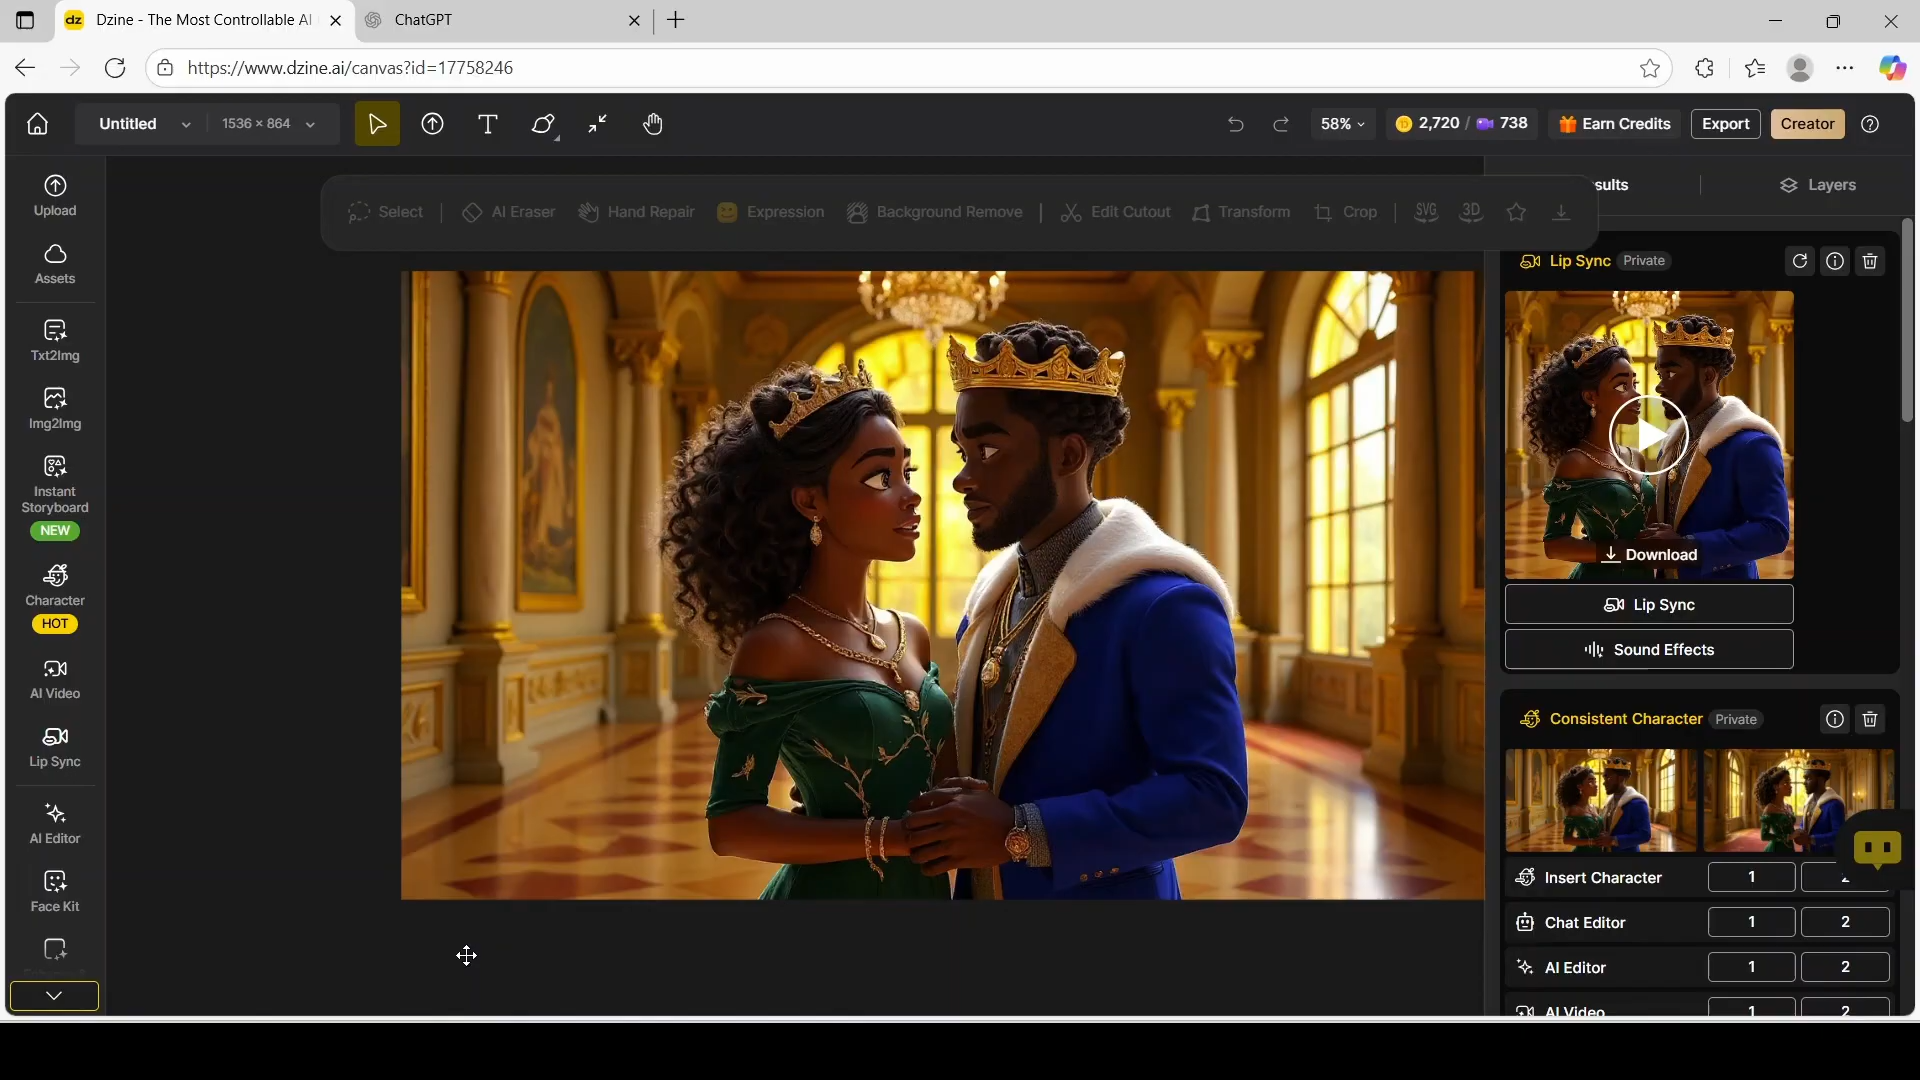 Dzine - The Most Controllable AI
ChatGPT
https://www.dzine.ai/canvas?id=17758246
Untitled
1536 × 864
58%
2,720 / 738
Earn Credits
Export
Creator
Upload
Assets
Txt2Img
Img2Img
Instant
Storyboard
NEW
Character
HOT
AI Video
Lip Sync
AI Editor
Face Kit
Select
AI Eraser
Hand Repair
Expression
Background Remove
Edit Cutout
Transform
Crop
SVG
3D
Layers
Lip Sync Private
Download
Lip Sync
Sound Effects
Consistent Character Private
Insert Character 1
Chat Editor 1 2
AI Editor 1 2
AI Video 1 2